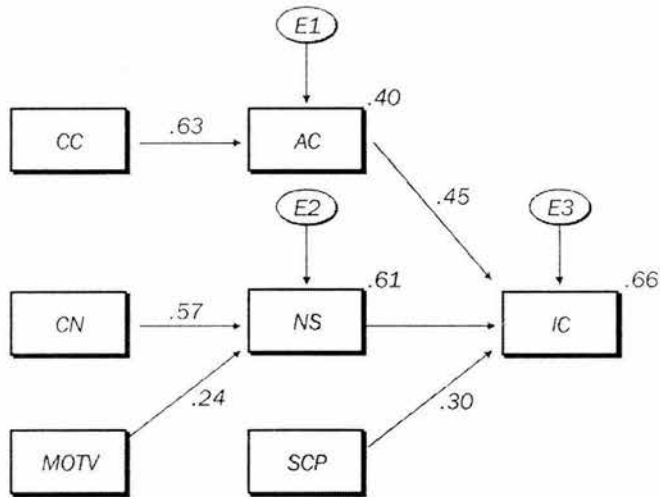 E1
.40
CC
.63
AC
.45
E2
E3
.61
.66
CN
.57
NS
IC
.24
.30
MOTV
SCP